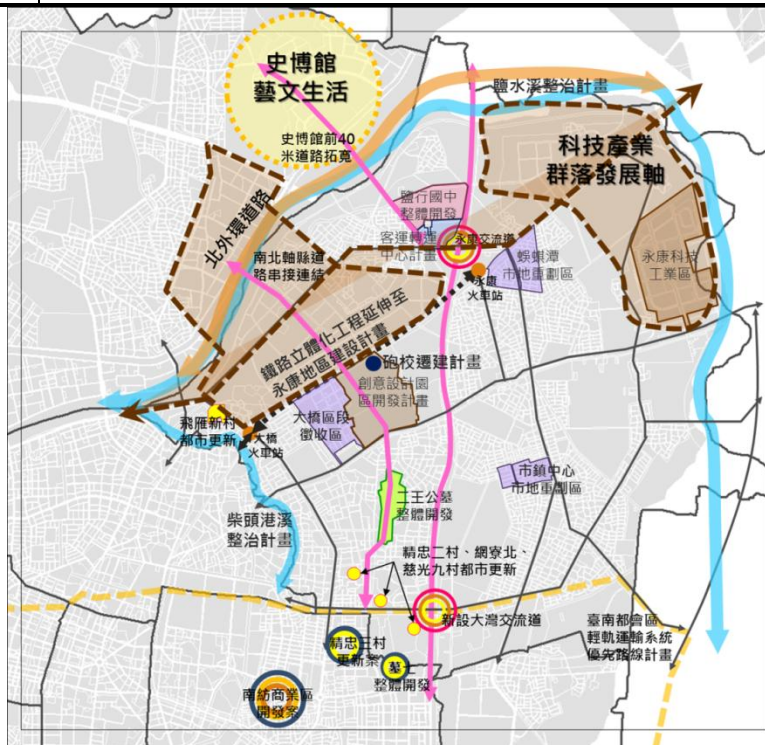 史博館
藝文生活
鹽水溪整治計畫
史博館前40
米道路拓寬
科技產業
群落發展軸
鹽行國中
整體開發
北外環道路
客運轉運
中心計畫
永康交流道
蜈蜞潭
市地重劃區
南北軸縣道
路串接連結
永康
火車站
永康科技
工業區
鐵路立體化工程延伸至
永康地區建設計畫
砲校遷建計畫
創意設計園
區開發計畫
飛雁新村
都市更新
大橋
火車站
大橋區段
徵收區
市鎮中心
市地重劃區
二王公墓
整體開發
柴頭港溪
整治計畫
精忠二村、網寮北、
慈光九村都市更新
新設大灣交流道
臺南都會區
輕軌運輸系統
優先路線計畫
精忠三村
更新案
墓七
整體開發
南紡商業區
開發案